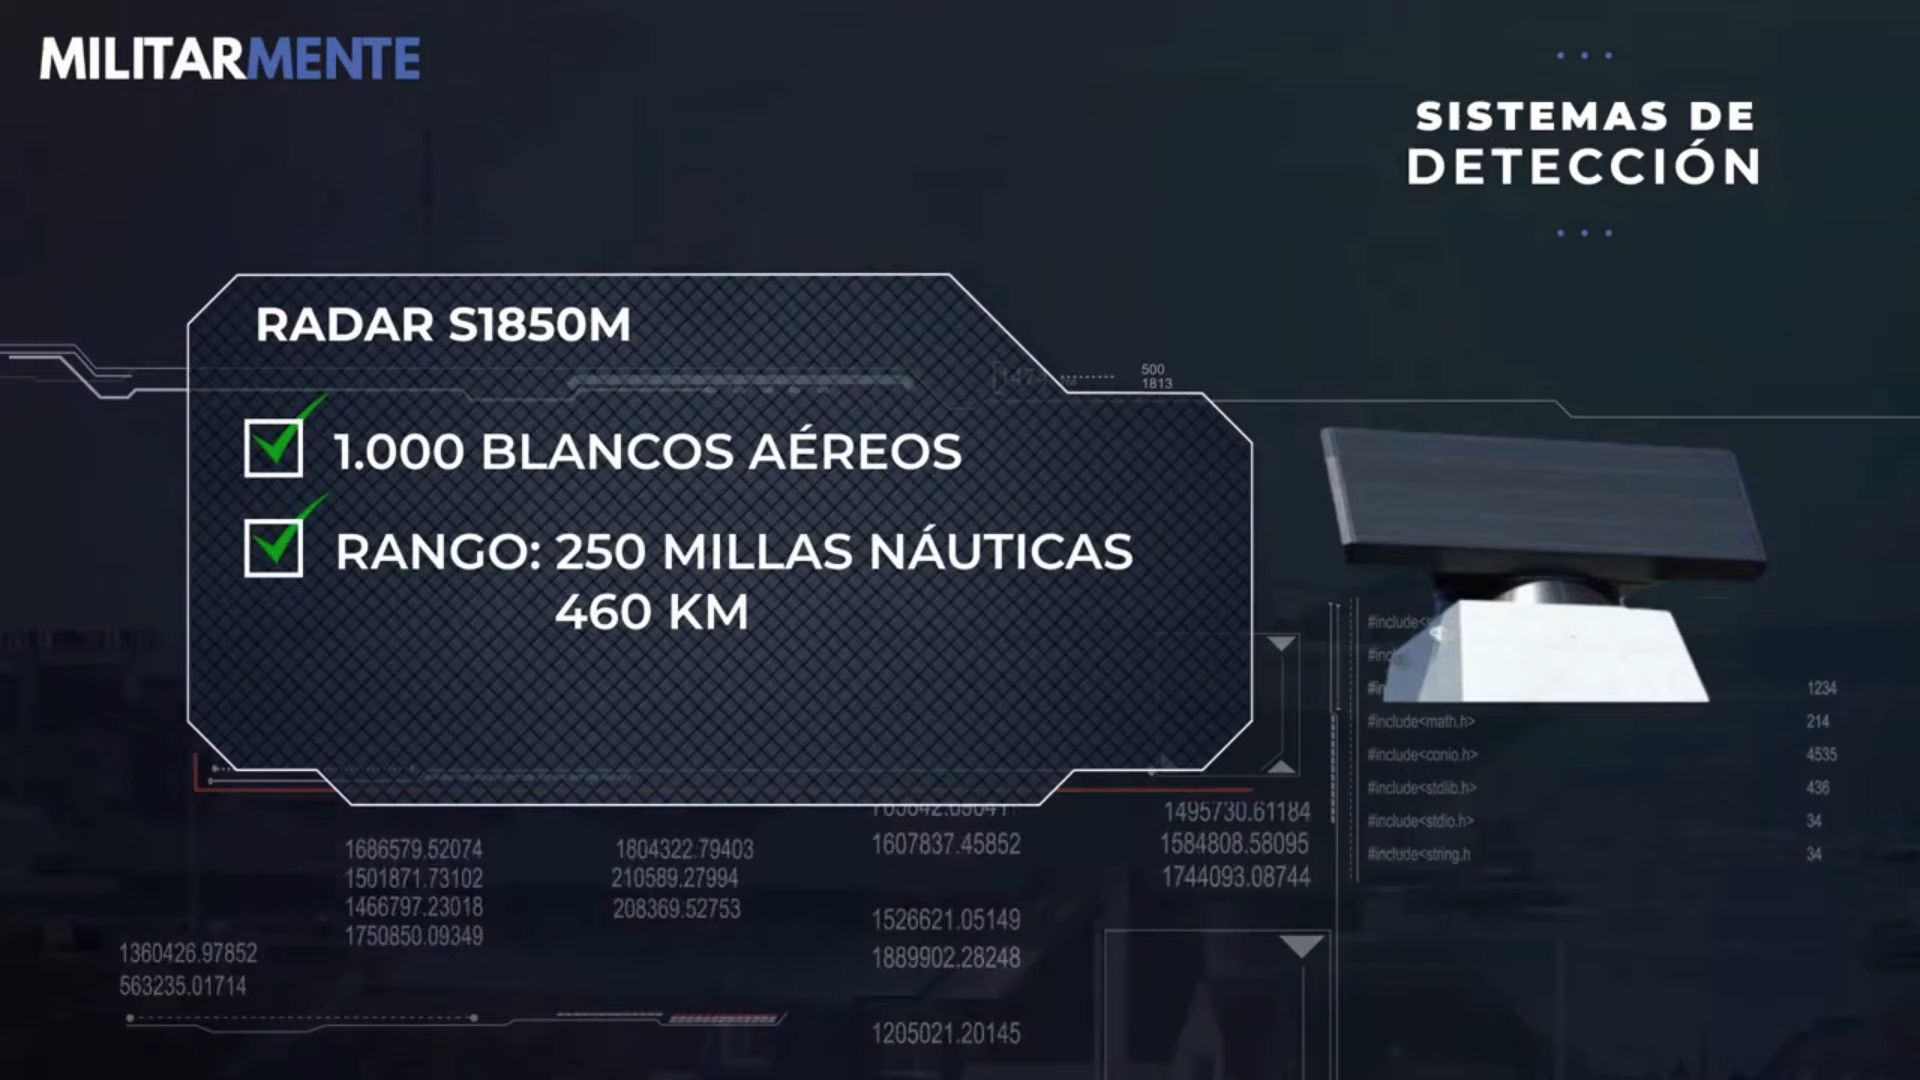 MILITARMENTE
SISTEMAS DE
DETECCIÓN
RADAR S1850M
1.000 BLANCOS AÉREOS
RANGO: 250 MILLAS NÁUTICAS
460 KM
500
1813
#include<math.h>
#include<conio.h>
#include<stdlib.h>
#include<stdio.h>
#include<string.h
1234
214
4535
436
34
34
1686579.52074
1501871.73102
1466797.23018
1750850.09349
1804322.79403
210589.27994
208369.52753
1607837.45852
1526621.05149
1889902.28248
1205021.20145
1495730.61184
1584808.58095
1744093.08744
1360426.97852
563235.01714